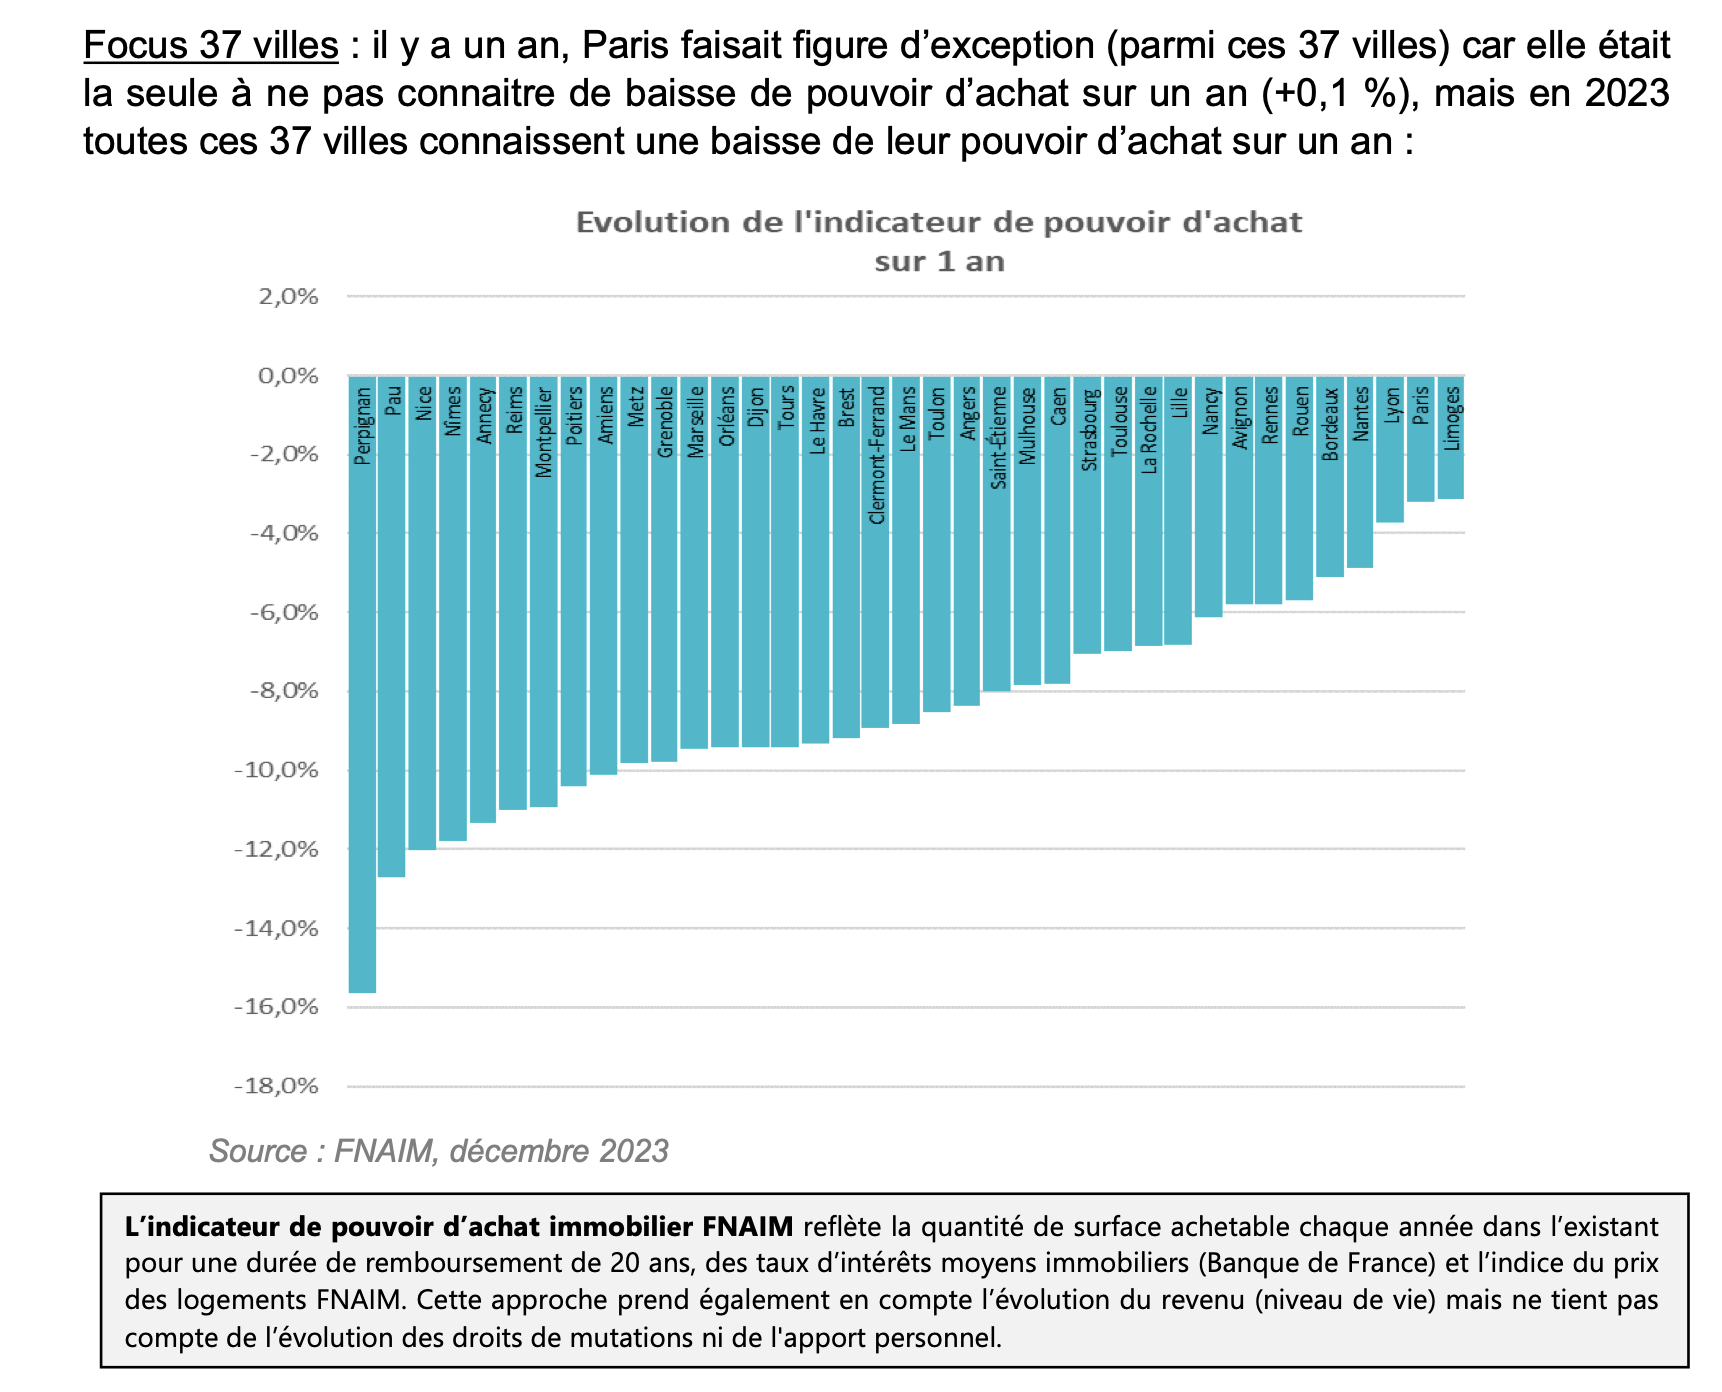 Focus 37 villes : il y a un an, Paris faisait figure d’exception (parmi ces 37 villes) car elle était
la seule à ne pas connaitre de baisse de pouvoir d’achat sur un an (+0,1 %), mais en 2023
toutes ces 37 villes connaissent une baisse de leur pouvoir d’achat sur un an :
Evolution de l'indicateur de pouvoir d'achat
sur 1 an
2,0%
0,0%
-2,0%
-4,0%
-6,0%
-8,0%
-10,0%
-12,0%
-14,0%
-16,0%
-18,0%
Perpignan
Pau
Nice
Nîmes
Annecy
Reims
Montpellier
Poitiers
Amiens
Metz
Grenoble
Marseille
Orléans
Dijon
Tours
Le Havre
Brest
Clermont-Ferrand
Le Mans
Toulon
Angers
Saint-Étienne
Mulhouse
Caen
Strasbourg
Toulouse
La Rochelle
Lille
Nancy
Avignon
Rennes
Rouen
Bordeaux
Nantes
Lyon
Paris
Limoges
Source : FNAIM, décembre 2023
L’indicateur de pouvoir d’achat immobilier FNAIM reflète la quantité de surface achetable chaque année dans l’existant
pour une durée de remboursement de 20 ans, des taux d’intérêts moyens immobiliers (Banque de France) et l’indice du prix
des logements FNAIM. Cette approche prend également en compte l’évolution du revenu (niveau de vie) mais ne tient pas
compte de l’évolution des droits de mutations ni de l'apport personnel.